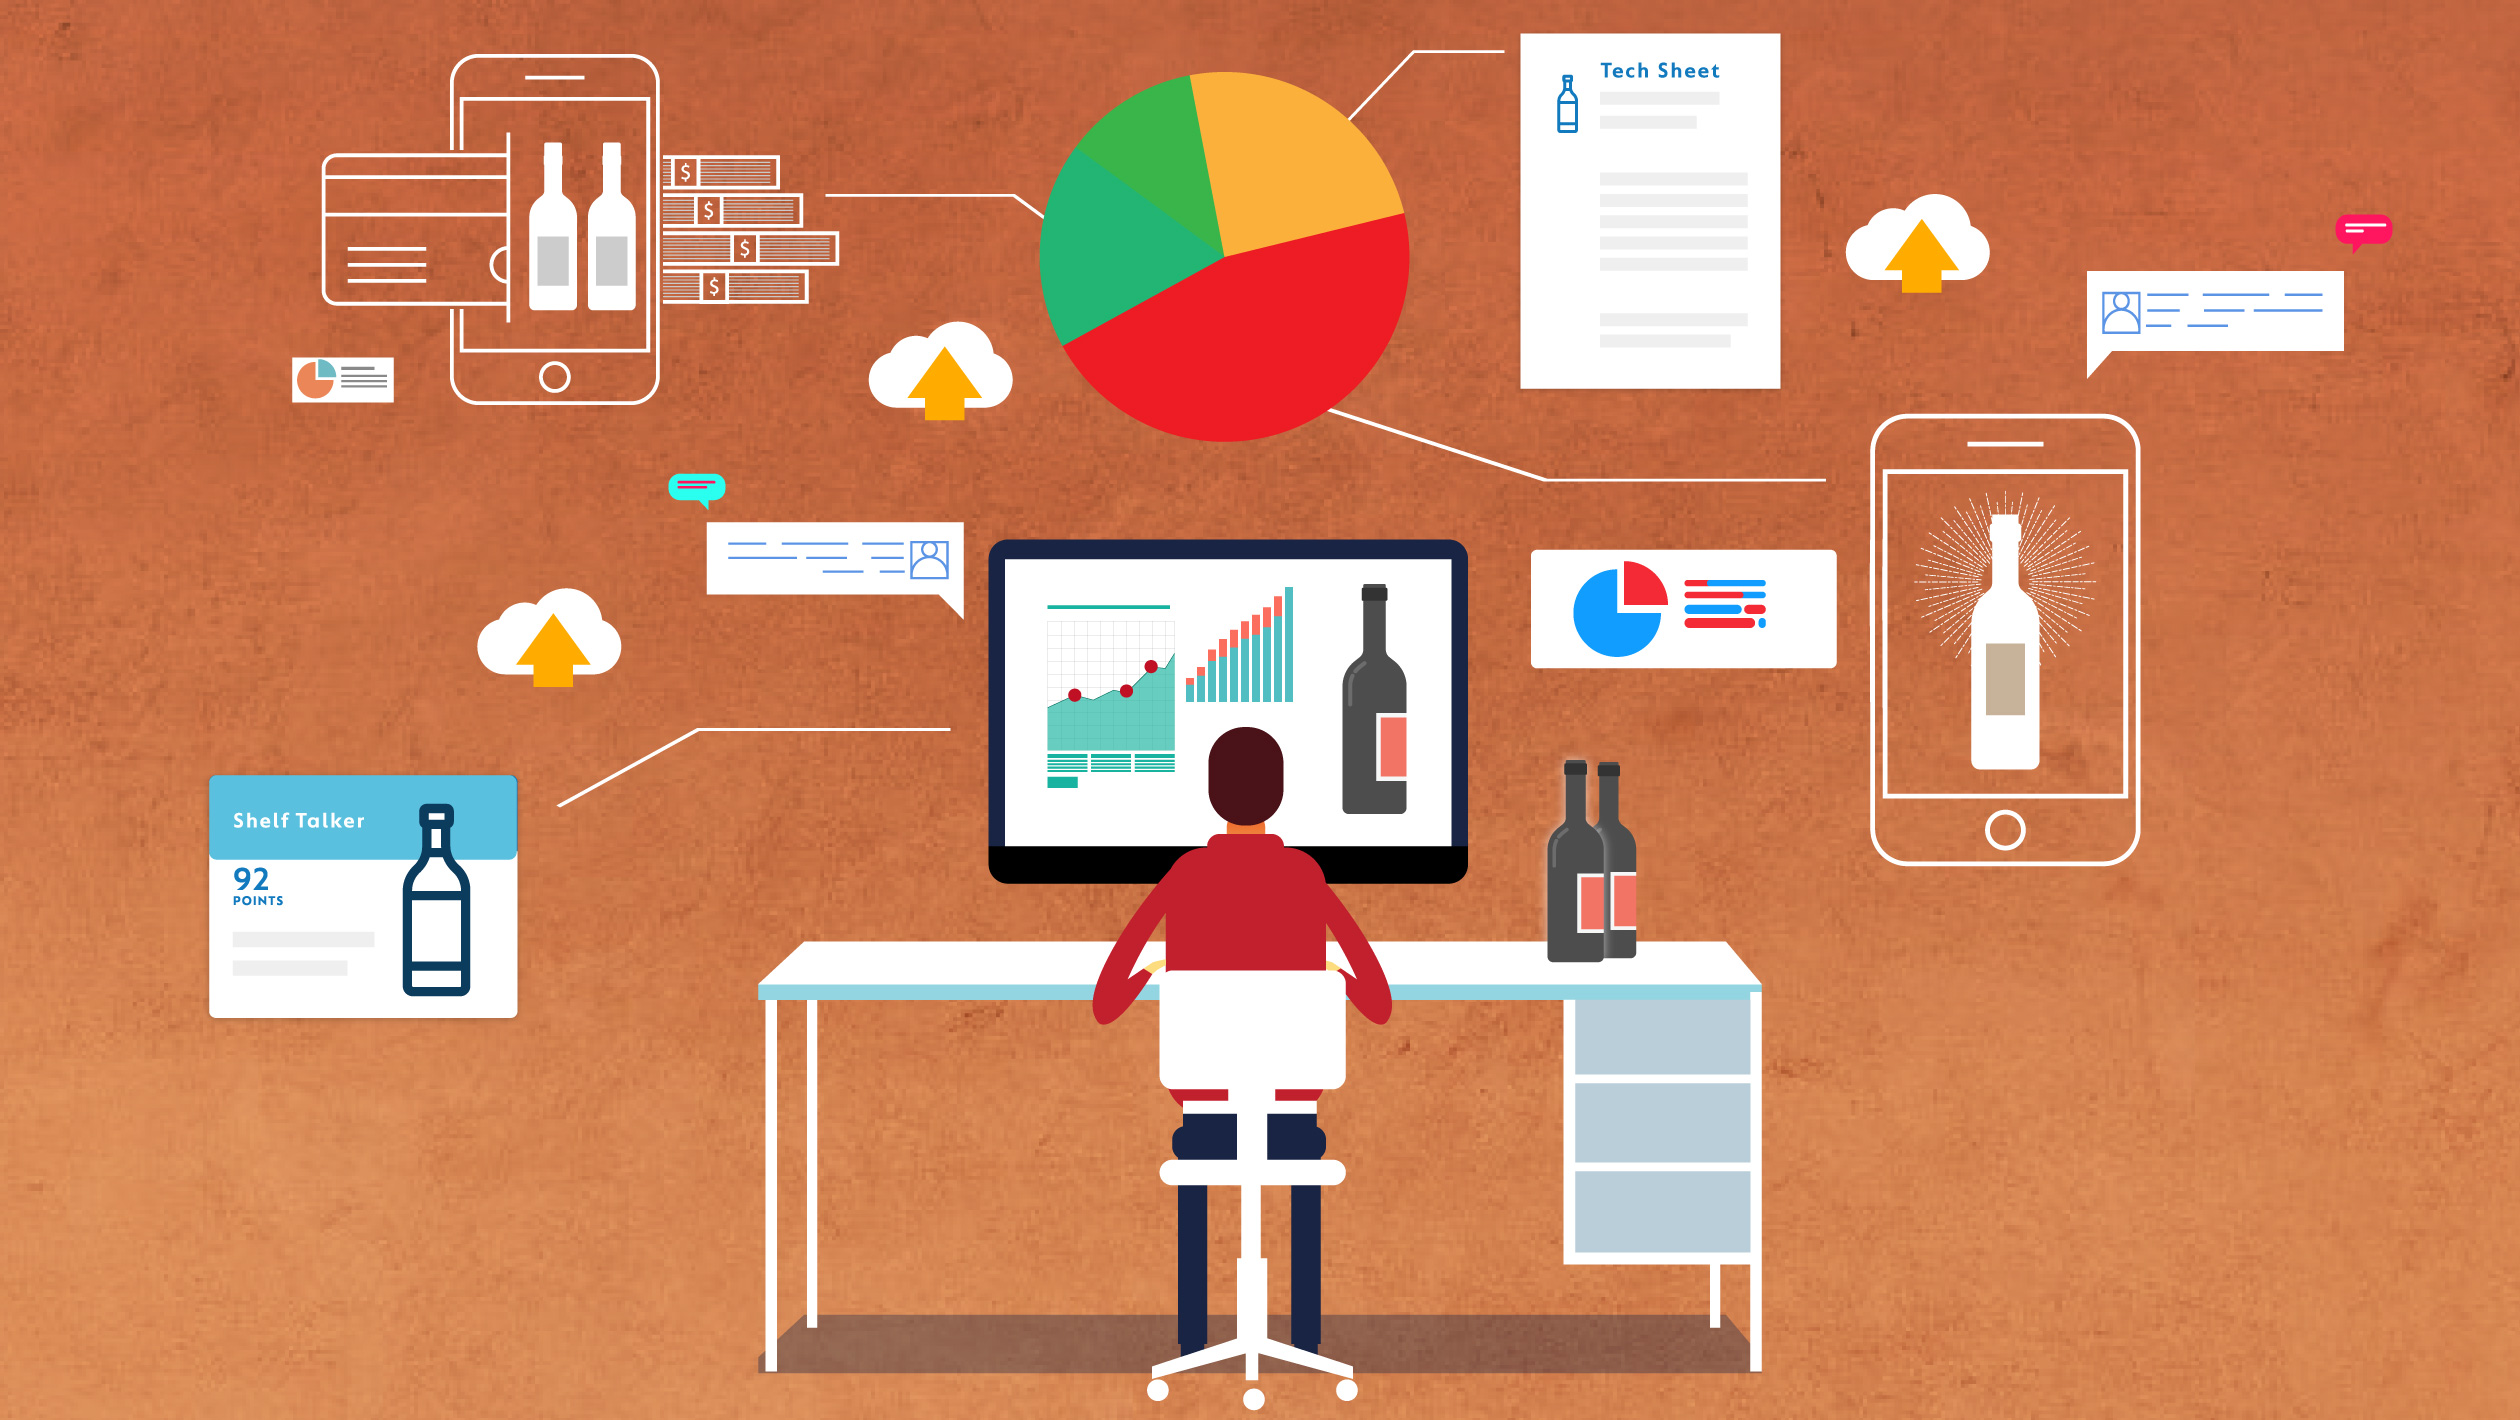 Tech Sheet
$
$
$
$
Shelf Talker
92
POINTS